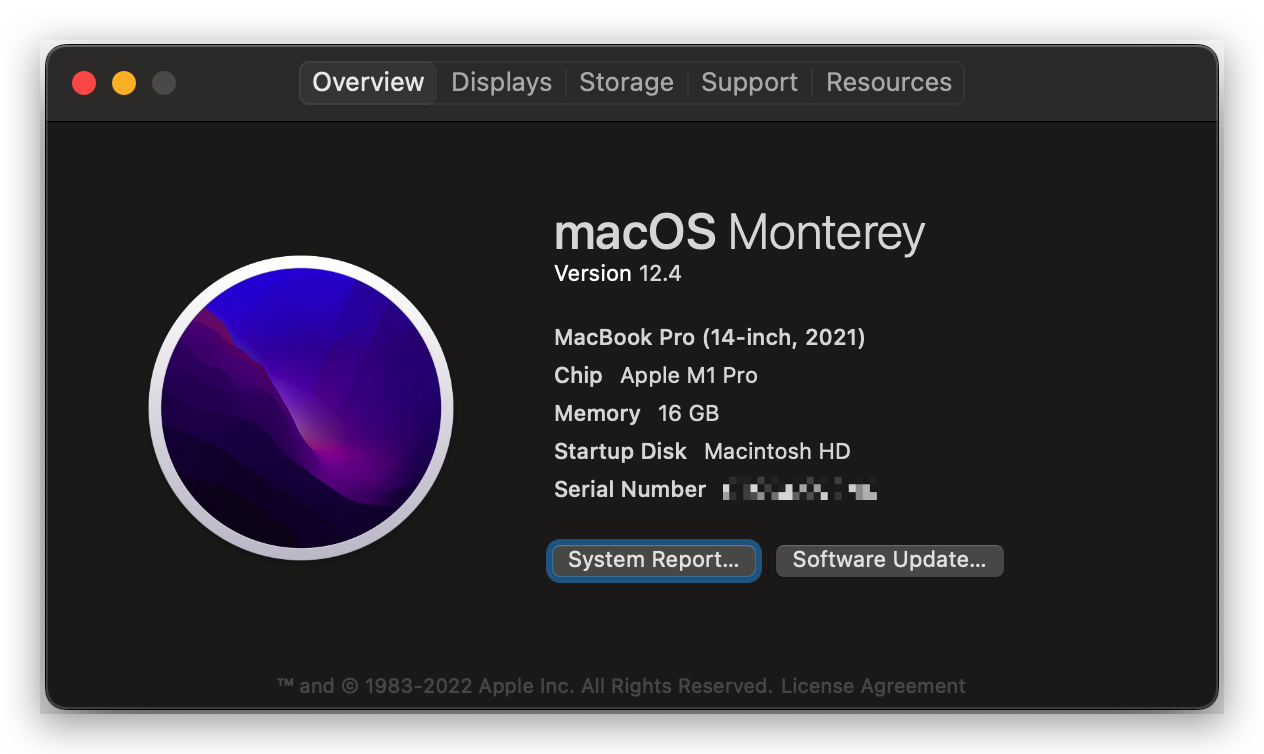 Overview Displays Storage Support Resources
macOS Monterey
Version 12.4
MacBook Pro (14-inch, 2021)
Chip Apple M1 Pro
Memory 16 GB
Startup Disk Macintosh HD
Serial Number
System Report... Software Update...
™ and © 1983-2022 Apple Inc. All Rights Reserved. License Agreement